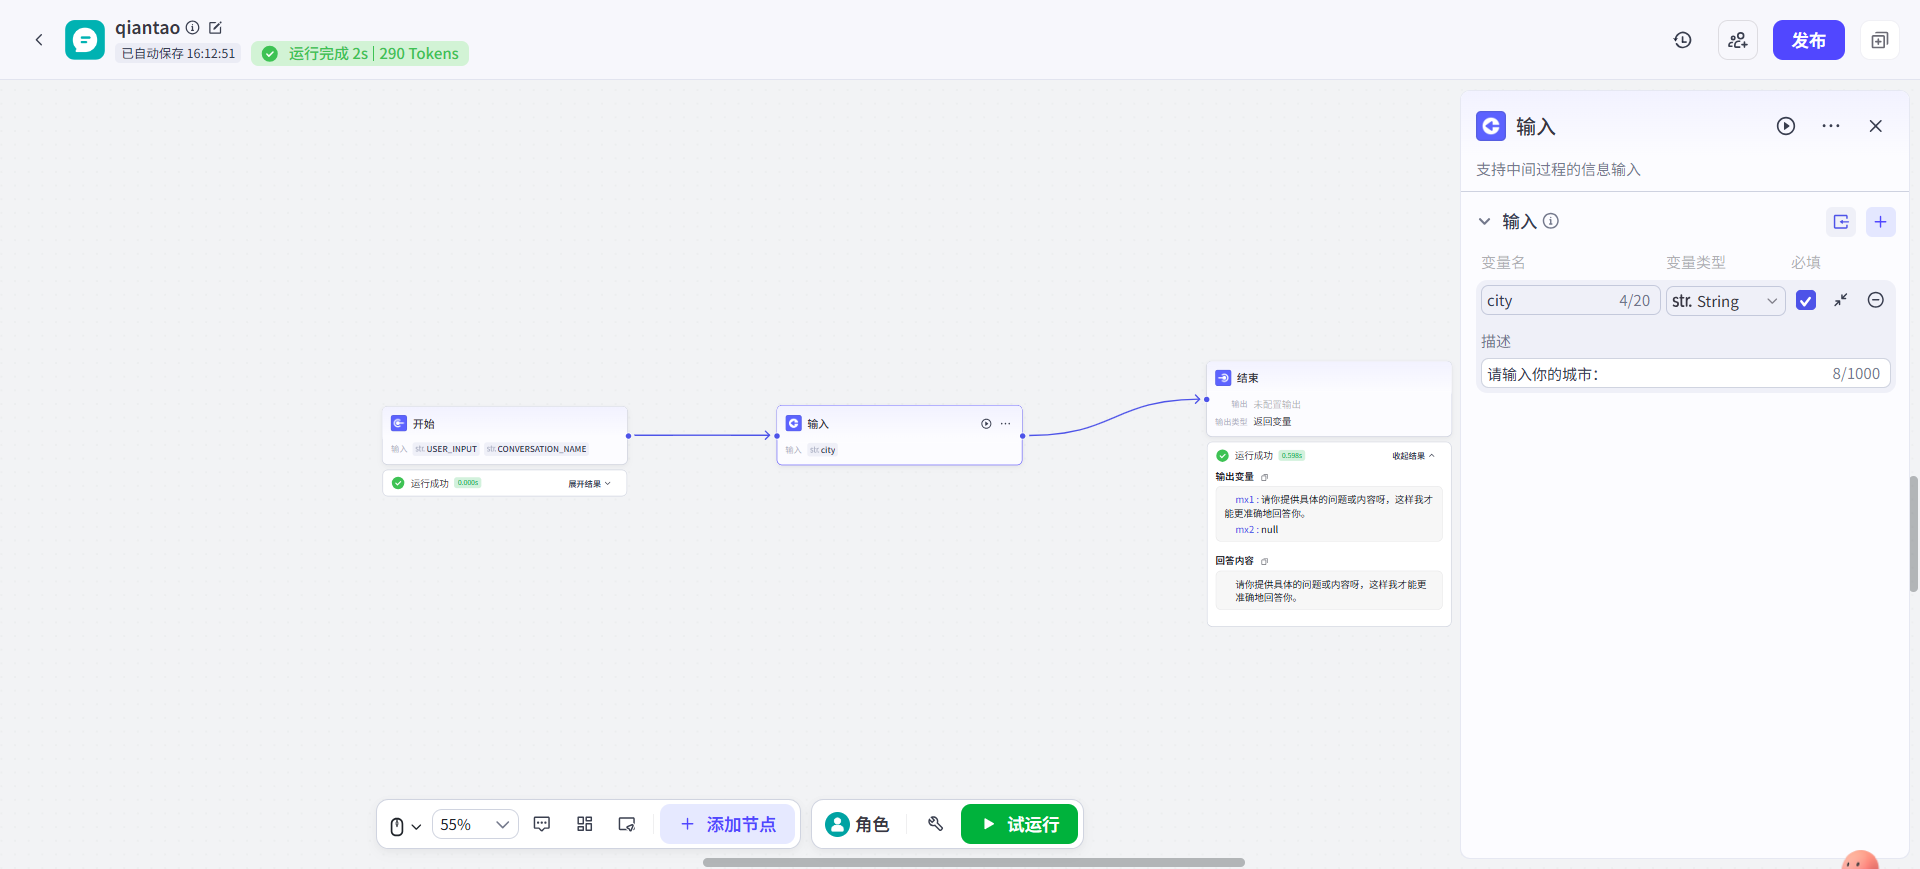 qiantao
已自动保存 16:12:51
运行完成 2s | 290 Tokens
发布
开始
输入 str. USER_INPUT str. CONVERSATION_NAME
运行成功 0.000s 展开结果
输入
输入 str. city
结束
输出 未配置输出
输出类型 返回变量
运行成功 0.598s 收起结果
输出变量
mx1 : 请你提供具体的问题或内容呀，这样我才
能更准确地回答你。
mx2 : null
回答内容
请你提供具体的问题或内容呀，这样我才能更
准确地回答你。
输入
支持中间过程的信息输入
输入
变量名 变量类型 必填
city 4/20 str. String
描述
请输入你的城市： 8/1000
55% 添加节点 角色 试运行